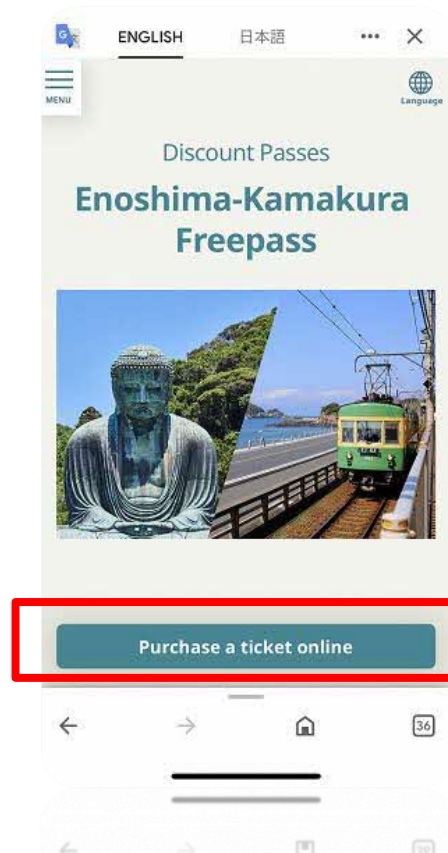 ENGLISH 日本語
MENU
Language
Discount Passes
Enoshima-Kamakura
Freepass
Purchase a ticket online
36